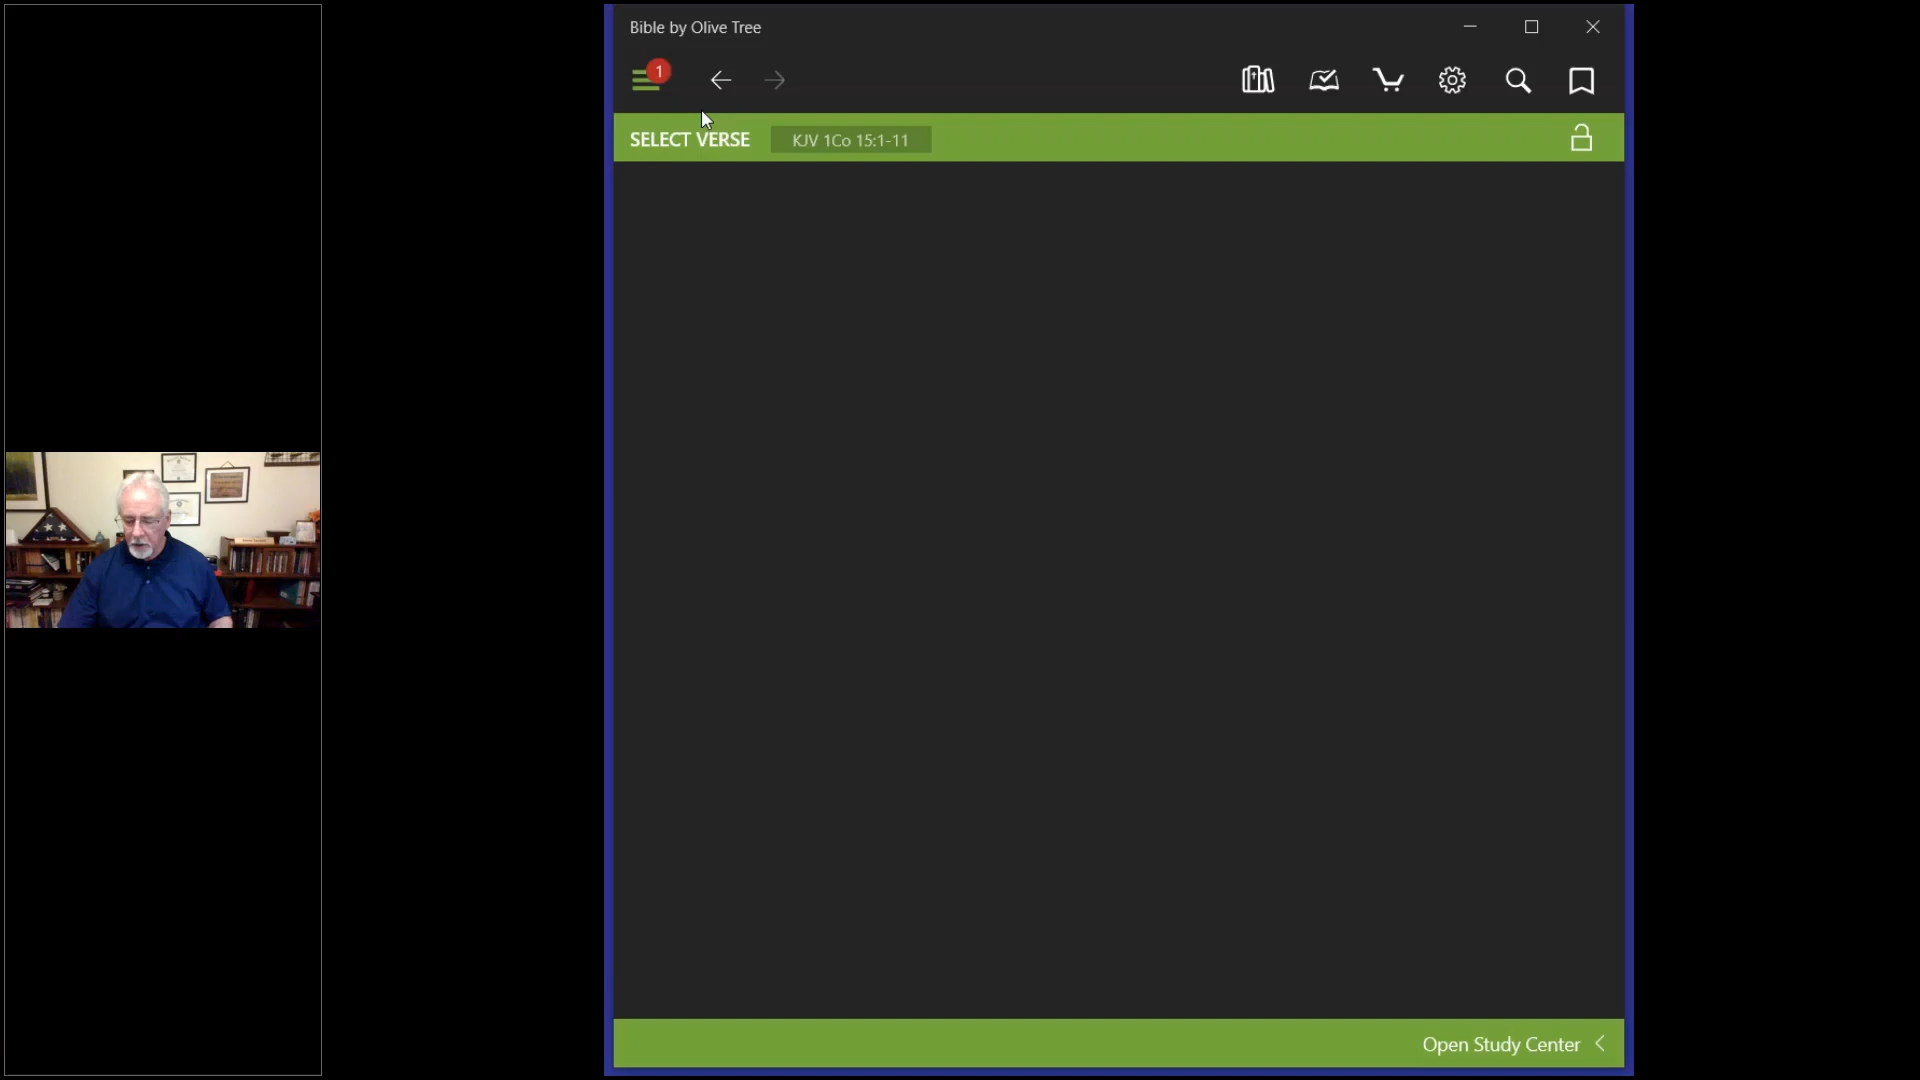 Bible by Olive Tree
1
SELECT VERSE
KJV 1Co 15:1-11
Open Study Center